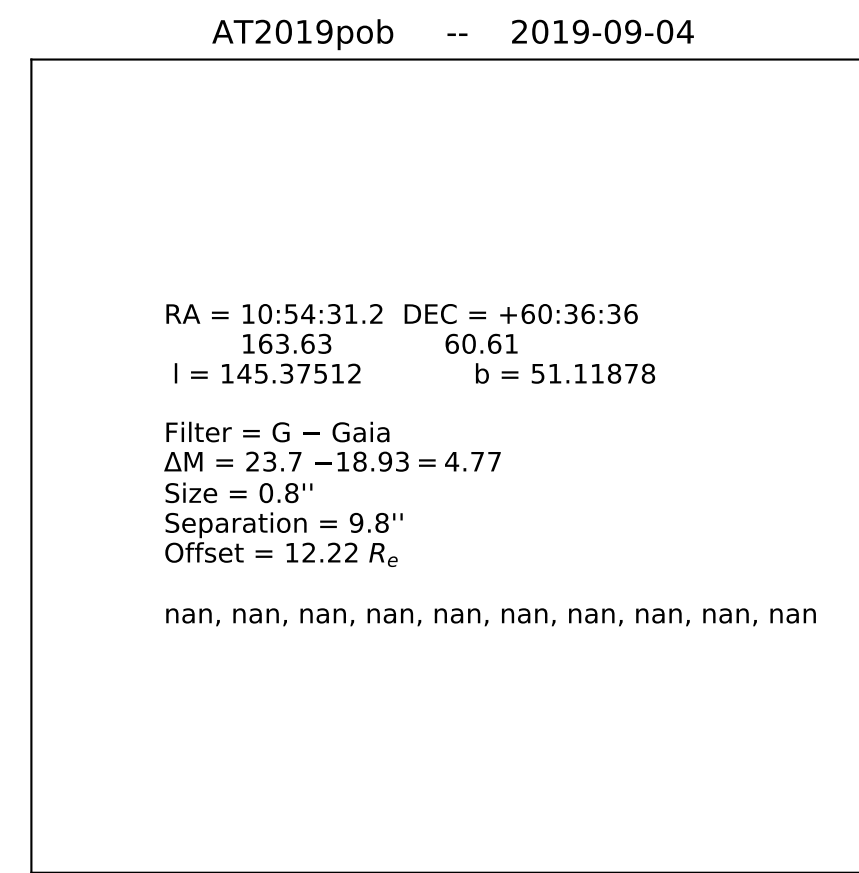 AT2019pob -- 2019-09-04
RA = 10:54:31.2 DEC = +60:36:36
163.63 60.61
l = 145.37512 b = 51.11878
Filter = G − Gaia
ΔM = 23.7 −18.93 = 4.77
Size = 0.8''
Separation = 9.8''
Offset = 12.22 Re
nan, nan, nan, nan, nan, nan, nan, nan, nan, nan